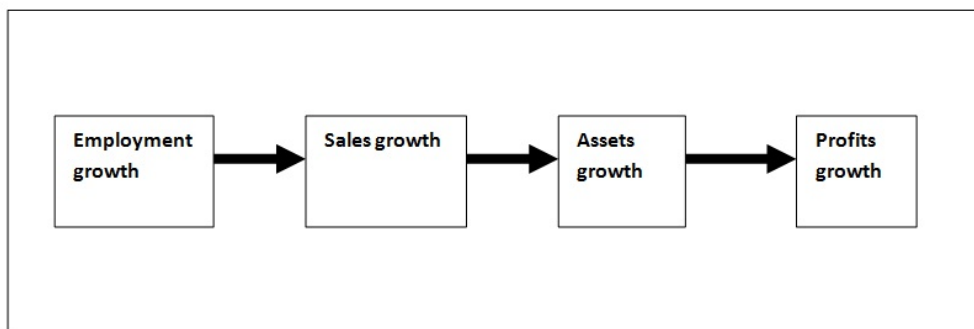 Employment
growth
Sales growth
Assets
growth
Profits
growth